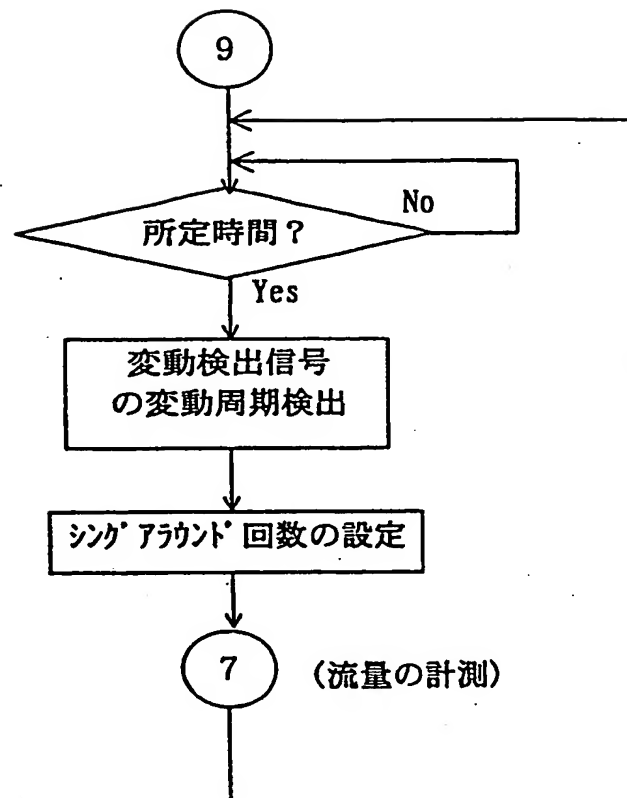 9
所定時間？
No
Yes
変動検出信号
の変動周期検出
ｼﾝｸﾞｱﾗｳﾝﾄﾞ回数の設定
7
(流量の計測)